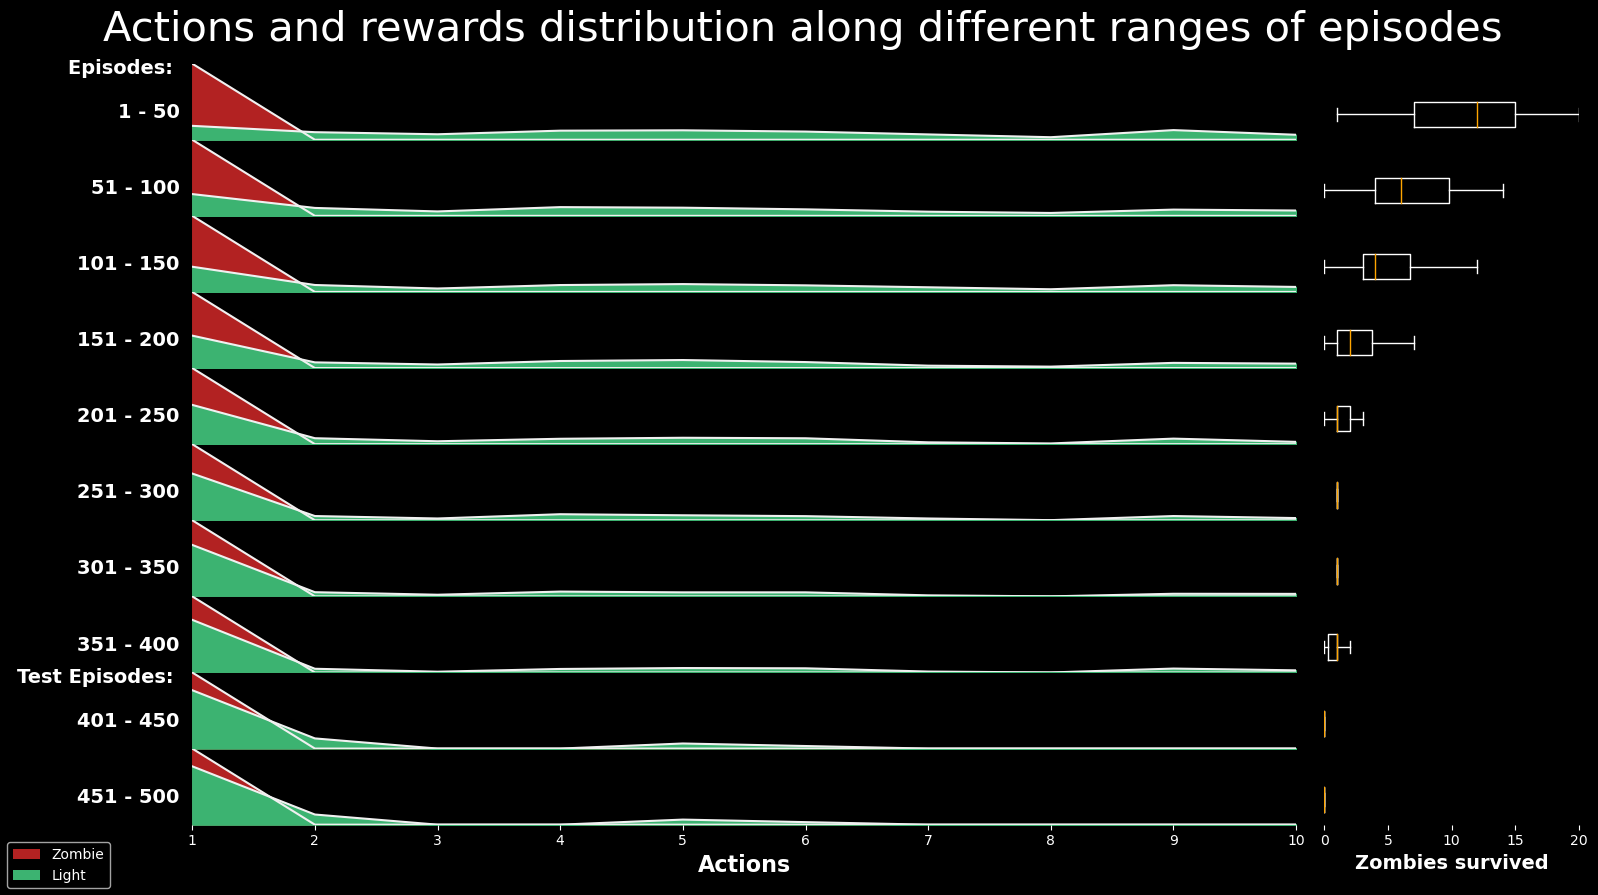 Actions and rewards distribution along different ranges of episodes
Episodes:
1 - 50
51 - 100
101 - 150
151 - 200
201 - 250
251 - 300
301 - 350
351 - 400
Test Episodes:
401 - 450
451 - 500
1 2 3 4 5 6 7 8 9 10
0 5 10 15 20
Actions
Zombies survived
Zombie
Light